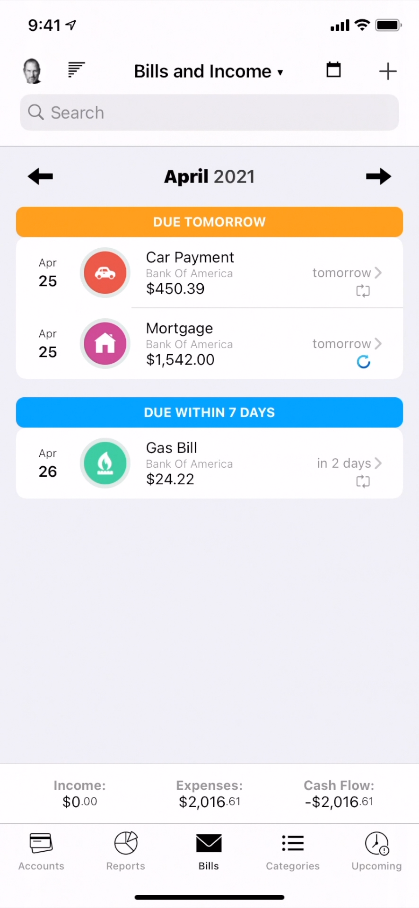 9:41
Bills and Income
Search
April 2021
DUE TOMORROW
Apr
25
Car Payment
Bank Of America
$450.39
tomorrow
Apr
25
Mortgage
Bank Of America
$1,542.00
tomorrow
DUE WITHIN 7 DAYS
Apr
26
Gas Bill
Bank Of America
$24.22
in 2 days
Income: Expenses: Cash Flow:
$0.00 $2,016.61 -$2,016.61
Accounts Reports Bills Categories Upcoming